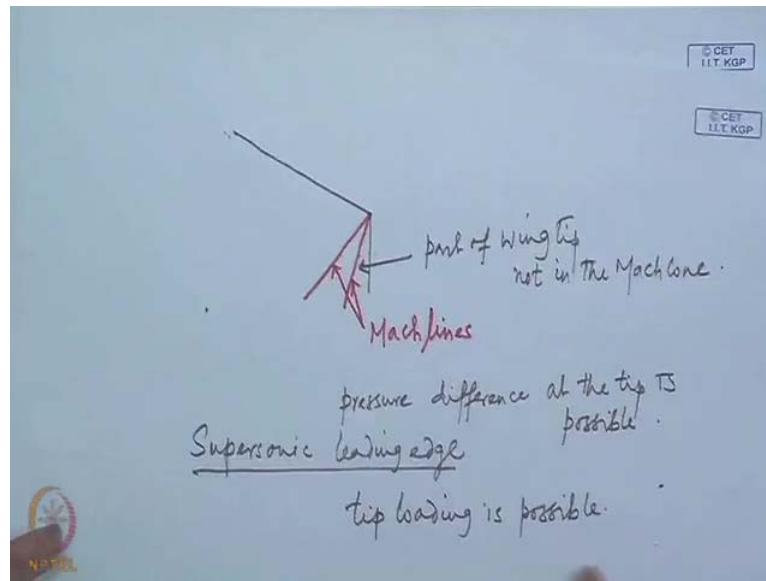 © CET
I.I.T. KGP
© CET
I.I.T. KGP
part of wing tip
not in the Mach Cone.
Mach lines
pressure difference at the tip is
possible.
Supersonic leading edge
tip loading is possible.
NPTEL